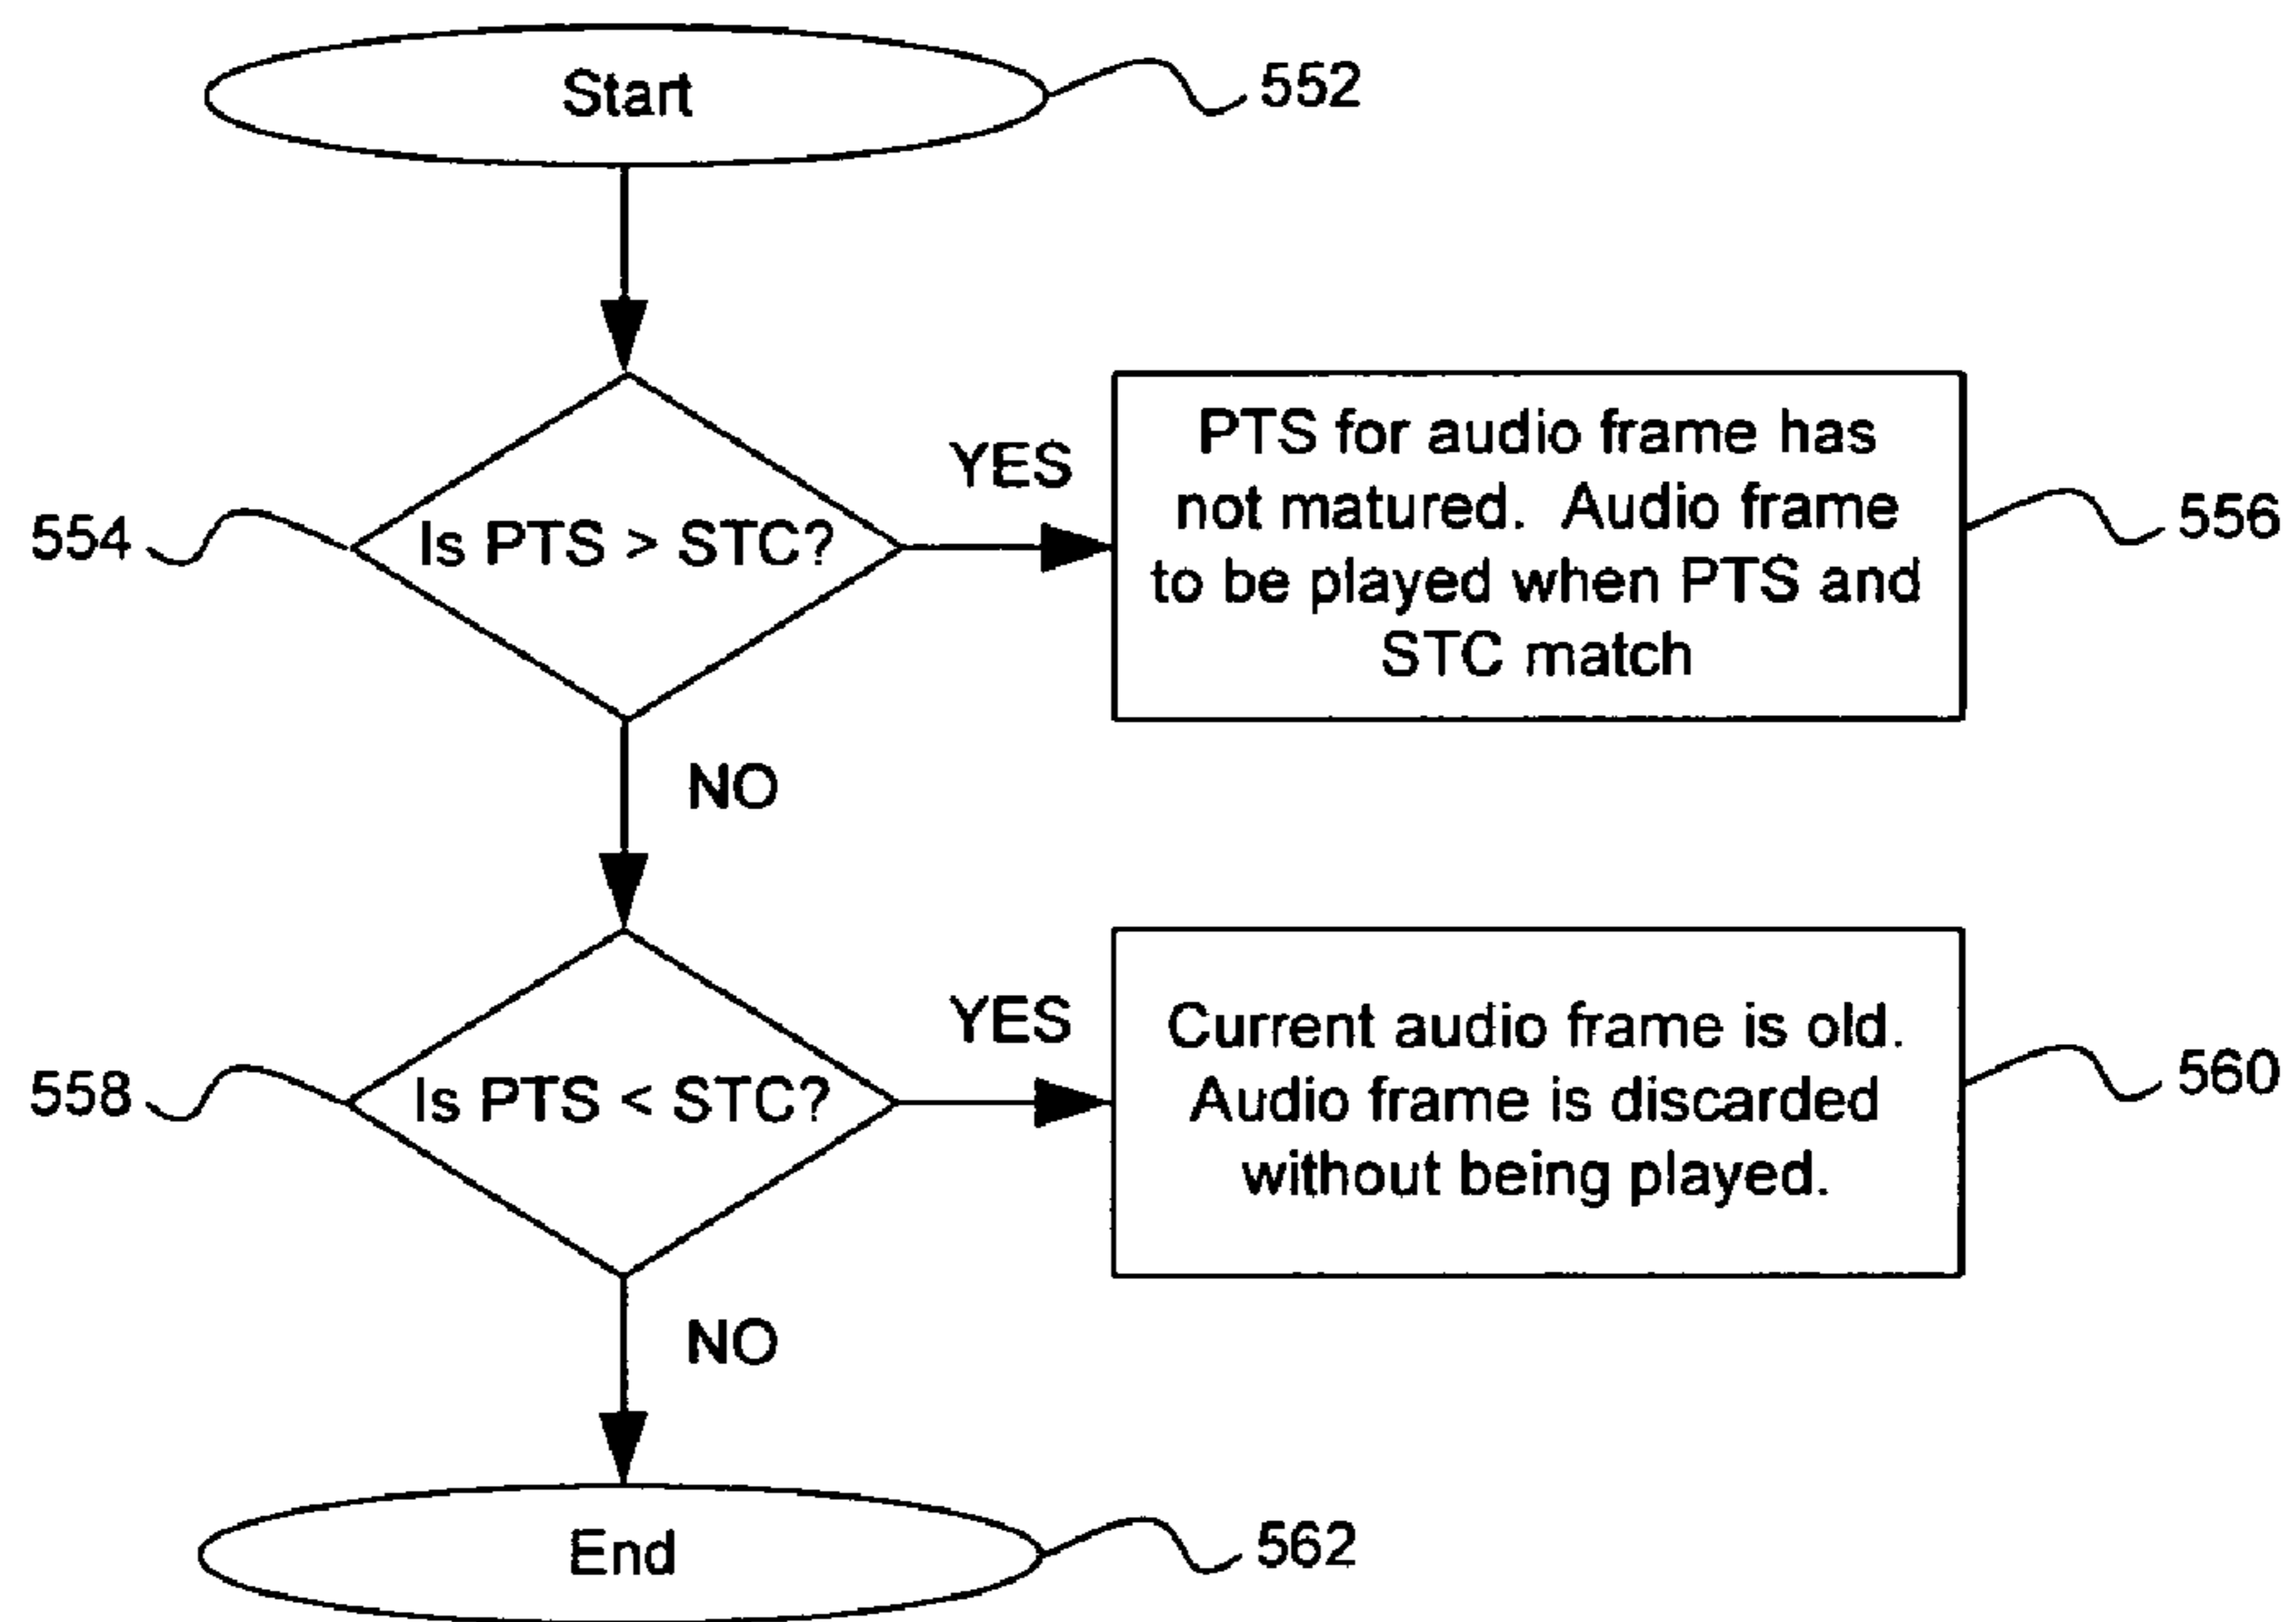 Start
552
554
Is PTS > STC?
YES
PTS for audio frame has
not matured. Audio frame
to be played when PTS and
STC match
556
NO
558
Is PTS < STC?
YES
Current audio frame is old.
Audio frame is discarded
without being played.
560
NO
End
562